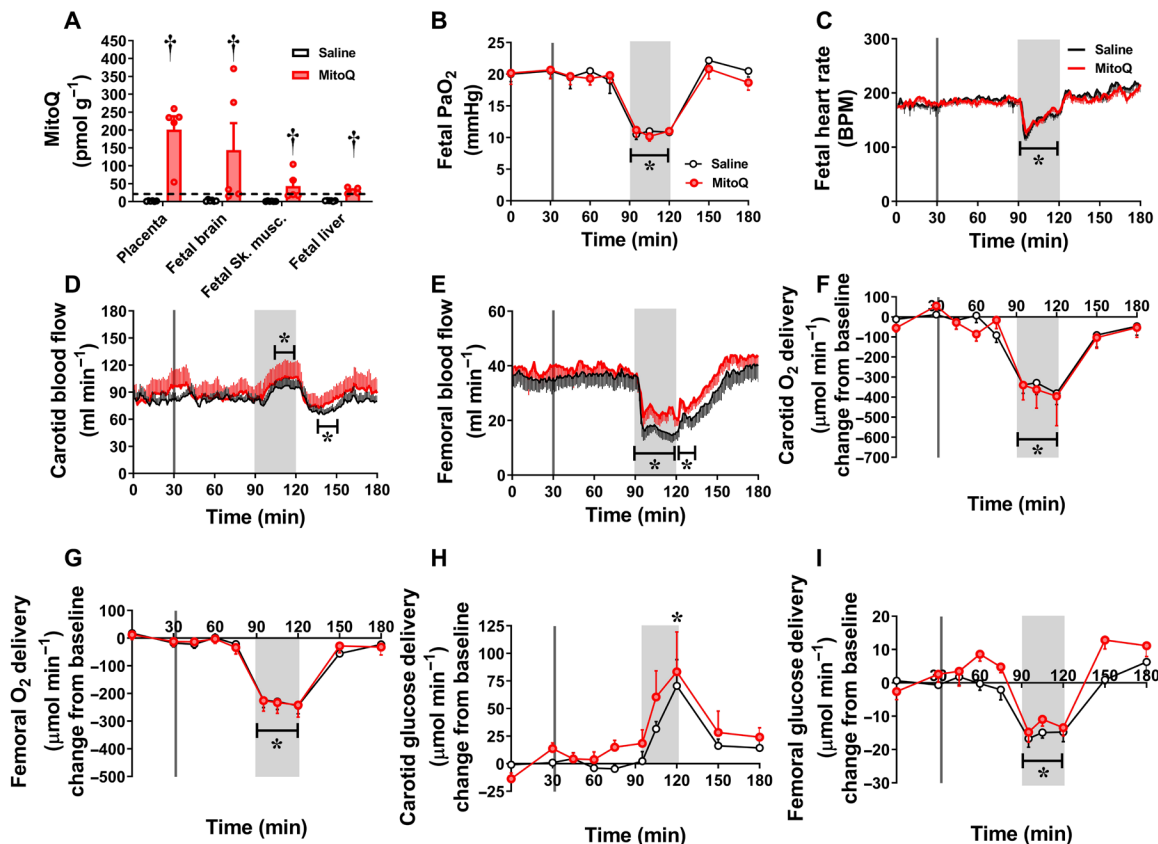 A
MitoQ
(pmol g−1)
450
400
350
300
250
200
150
100
50
0
†
†
†
†
Saline
MitoQ
Placenta
Fetal brain
Fetal Sk. musc.
Fetal liver
B
Fetal PaO2
(mmHg)
25
20
15
10
5
0
*
Saline
MitoQ
0 30 60 90 120 150 180
Time (min)
C
Fetal heart rate
(BPM)
300
200
100
0
Saline
MitoQ
*
0 30 60 90 120 150 180
Time (min)
D
Carotid blood flow
(ml min−1)
180
150
120
90
60
30
0
*
*
0 30 60 90 120 150 180
Time (min)
E
Femoral blood flow
(ml min−1)
60
50
40
30
20
10
0
*
*
0 30 60 90 120 150 180
Time (min)
F
Carotid O2 delivery
(μmol min−1)
change from baseline
100
0
−100
−200
−300
−400
−500
−600
−700
30 60 90 120 150 180
*
Time (min)
G
Femoral O2 delivery
(μmol min−1)
change from baseline
100
0
−100
−200
−300
−400
−500
30 60 90 120 150 180
*
Time (min)
H
Carotid glucose delivery
(μmol min−1)
change from baseline
125
100
75
50
25
0
−25
*
30 60 90 120 150 180
Time (min)
I
Femoral glucose delivery
(μmol min−1)
change from baseline
20
10
0
−10
−20
−30
30 60 90 120 150 180
*
Time (min)